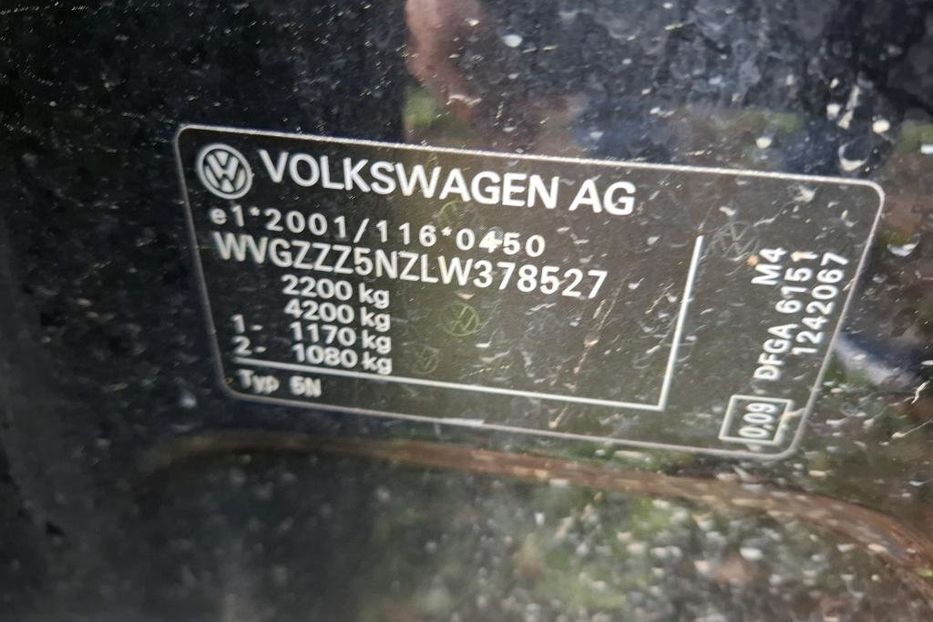 VOLKSWAGEN AG
e1*2001/116*0450
WVGZZZ5NZLW378527
2200 kg
4200 kg
1- 1170 kg
2- 1080 kg
Typ 5N
M4
DFGA 6151
1242067
0.09